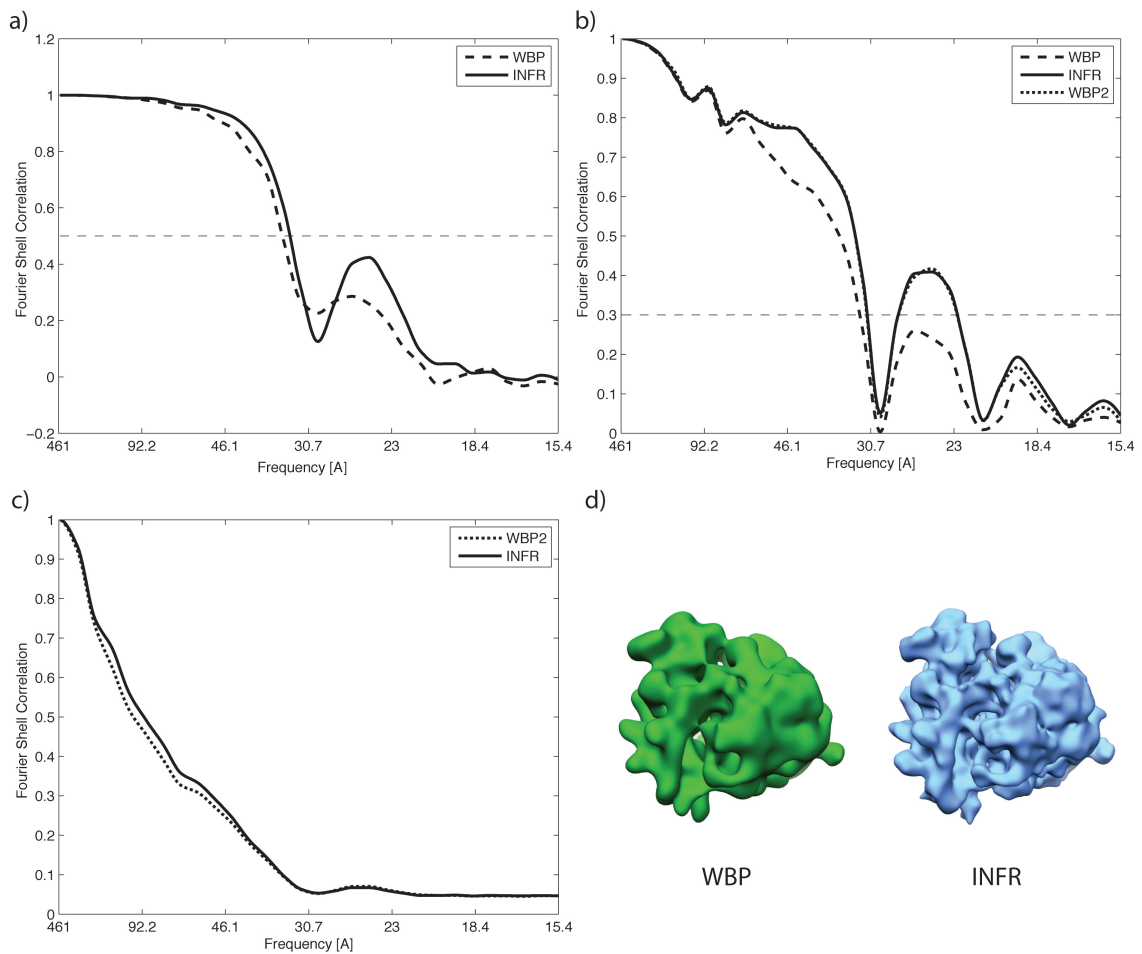 a)
1.2
1
0.8
0.6
0.4
0.2
0
−0.2
Fourier Shell Correlation
461 92.2 46.1 30.7 23 18.4 15.4
Frequency [A]
WBP
INFR
b)
1
0.9
0.8
0.7
0.6
0.5
0.4
0.3
0.2
0.1
0
Fourier Shell Correlation
461 92.2 46.1 30.7 23 18.4 15.4
Frequency [A]
WBP
INFR
WBP2
c)
1
0.9
0.8
0.7
0.6
0.5
0.4
0.3
0.2
0.1
0
Fourier Shell Correlation
461 92.2 46.1 30.7 23 18.4 15.4
Frequency [A]
WBP2
INFR
d)
WBP INFR